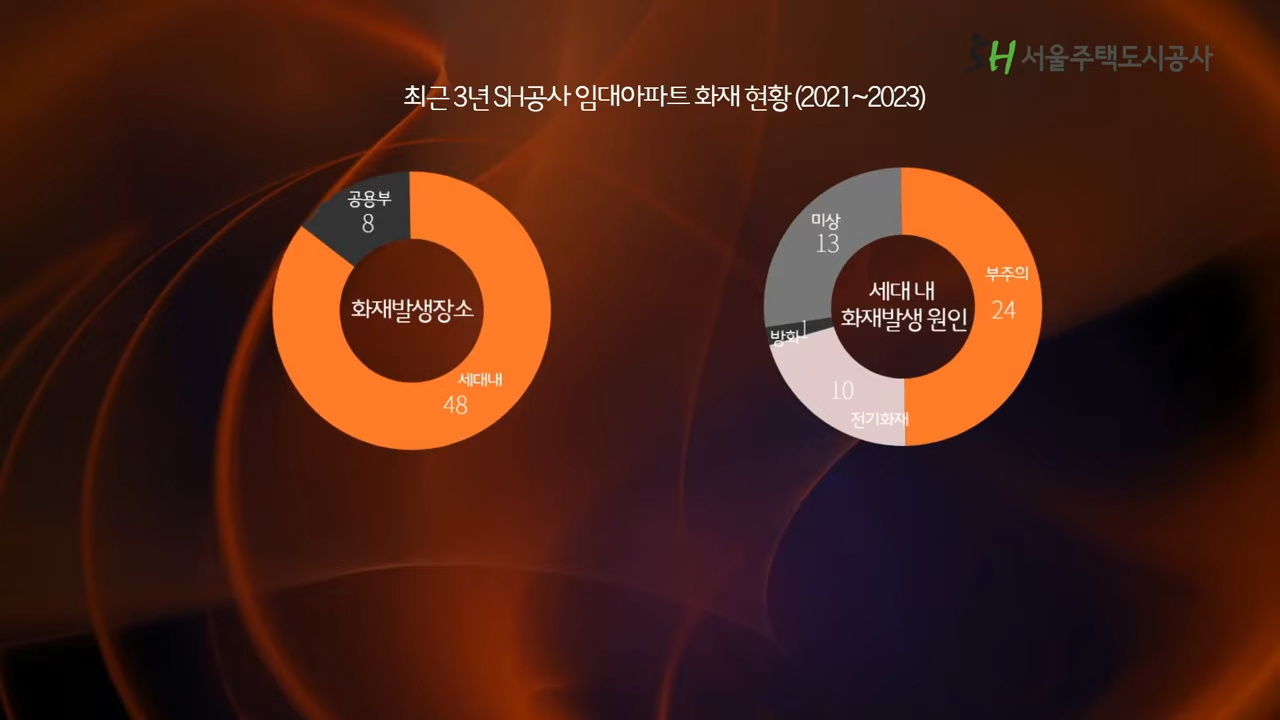 SH 서울주택도시공사
최근 3년 SH공사 임대아파트 화재 현황 (2021~2023)
공용부
8
화재발생장소
세대내
48
미상
13
부주의
24
세대 내
화재발생 원인
방화 1
10
전기화재